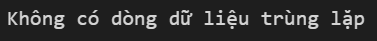 Không có dòng dữ liệu trùng lặp